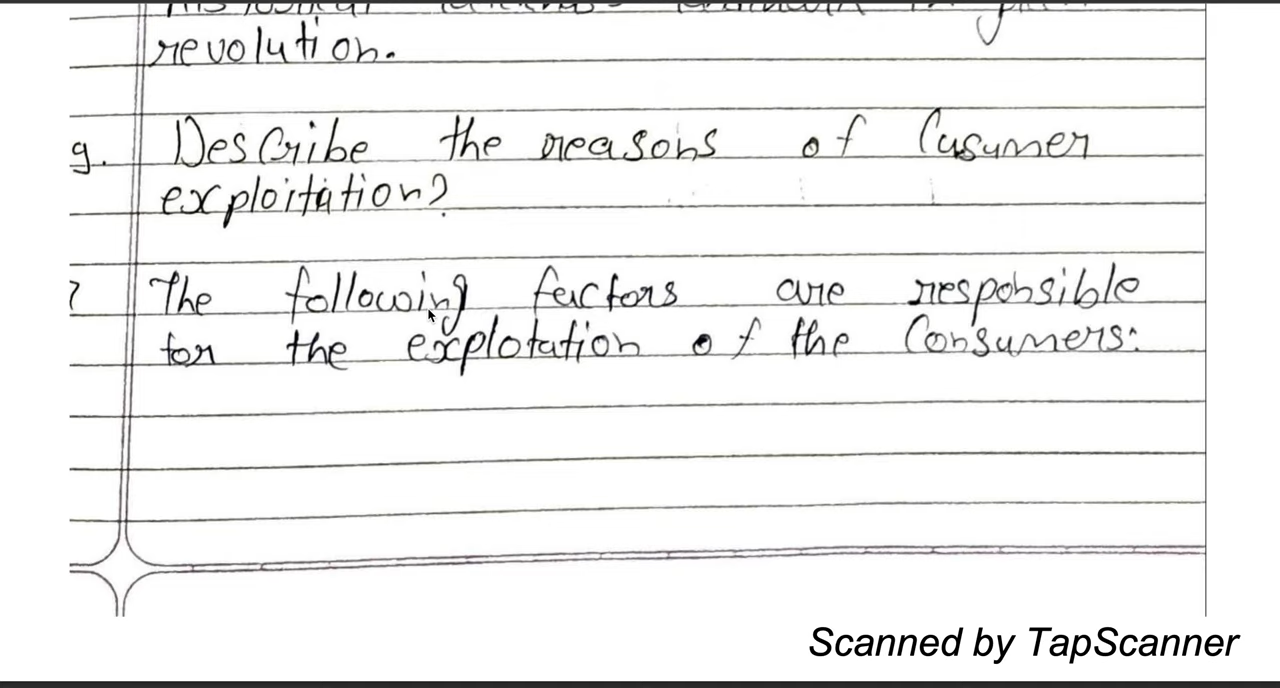 revolution.
9. Describe the reasons of Cusumer
exploitation?
? The following factors are responsible
for the explotation of the Consumers:
Scanned by TapScanner